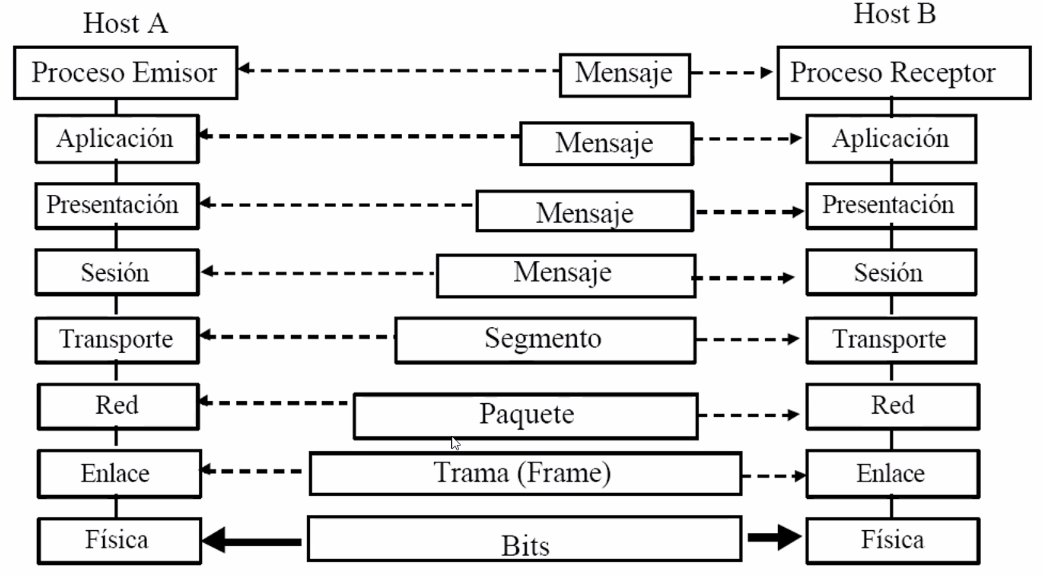 Host A
Host B
Proceso Emisor
Mensaje
Proceso Receptor
Aplicación
Mensaje
Aplicación
Presentación
Mensaje
Presentación
Sesión
Mensaje
Sesión
Transporte
Segmento
Transporte
Red
Paquete
Red
Enlace
Trama (Frame)
Enlace
Física
Bits
Física